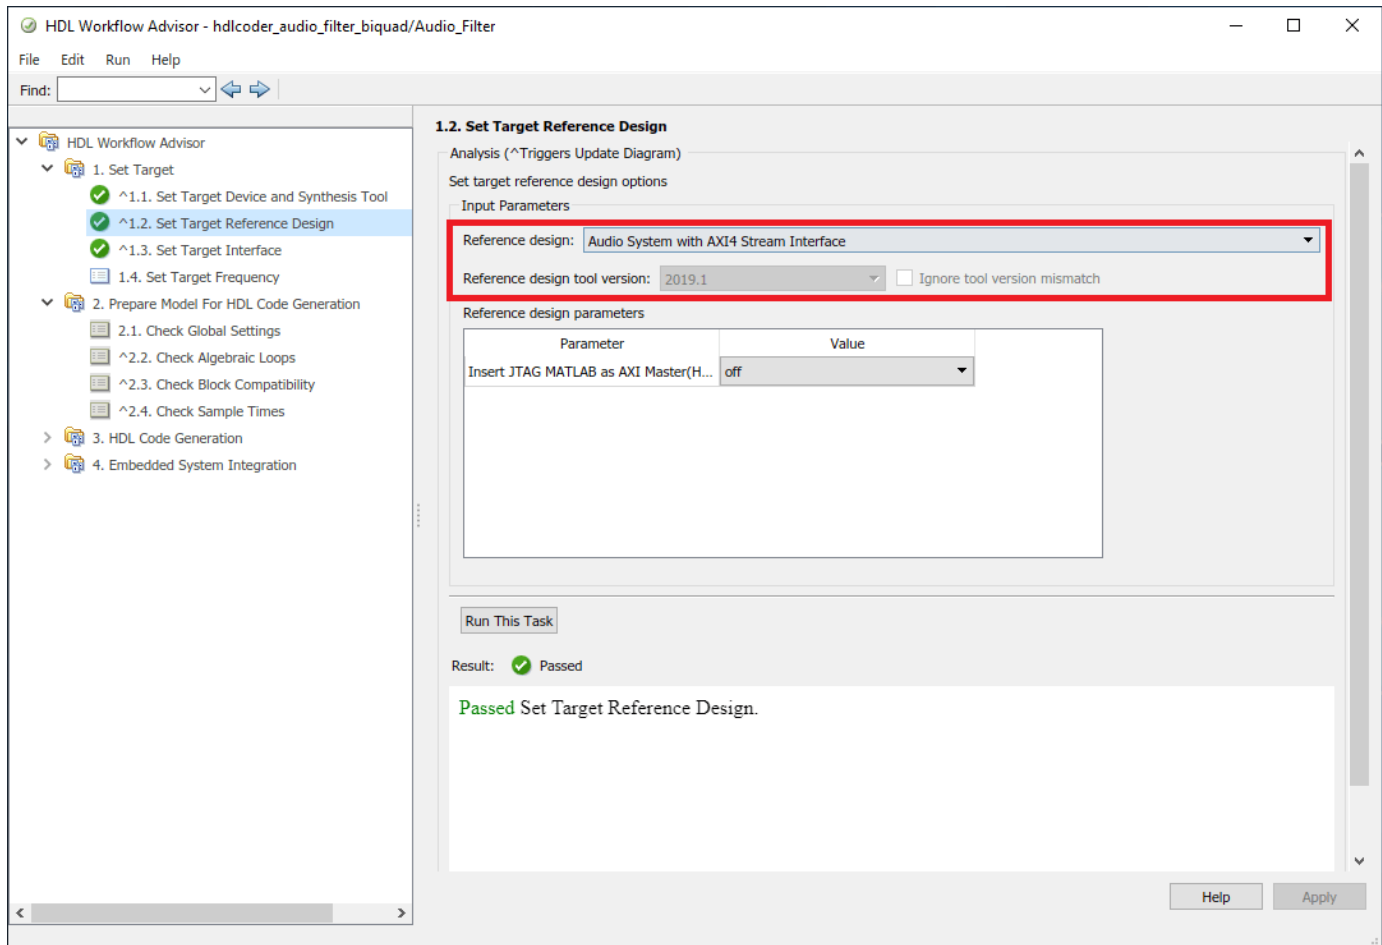 HDL Workflow Advisor - hdlcoder_audio_filter_biquad/Audio_Filter
File Edit Run Help
Find:
HDL Workflow Advisor
1. Set Target
^1.1. Set Target Device and Synthesis Tool
^1.2. Set Target Reference Design
^1.3. Set Target Interface
1.4. Set Target Frequency
2. Prepare Model For HDL Code Generation
2.1. Check Global Settings
^2.2. Check Algebraic Loops
^2.3. Check Block Compatibility
^2.4. Check Sample Times
3. HDL Code Generation
4. Embedded System Integration
1.2. Set Target Reference Design
Analysis (^Triggers Update Diagram)
Set target reference design options
Input Parameters
Reference design: Audio System with AXI4 Stream Interface
Reference design tool version: 2019.1 Ignore tool version mismatch
Reference design parameters
Parameter Value
Insert JTAG MATLAB as AXI Master(H... off
Run This Task
Result: Passed
Passed Set Target Reference Design.
Help Apply